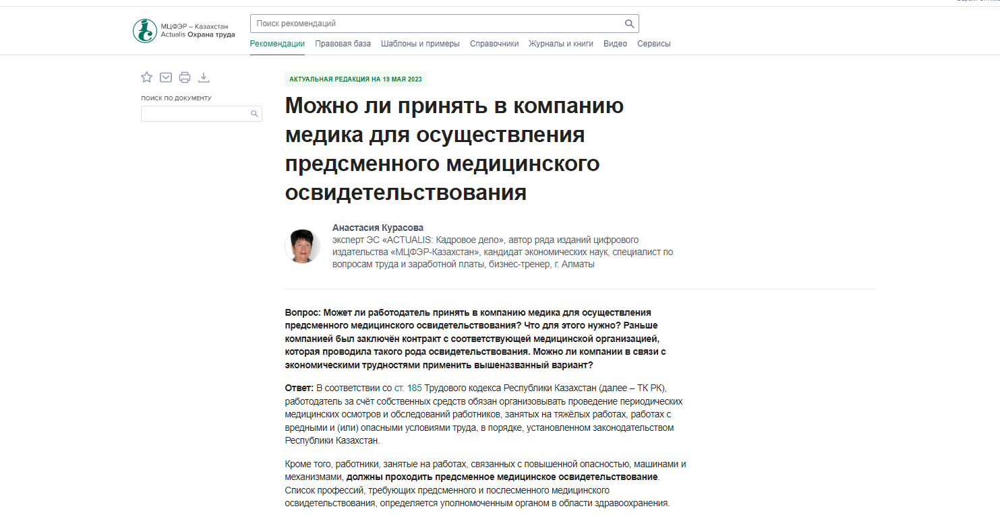 МЦФЭР – Казахстан
Actualis Охрана труда
Поиск рекомендаций
Рекомендации Правовая база Шаблоны и примеры Справочники Журналы и книги Видео Сервисы
ПОИСК ПО ДОКУМЕНТУ
АКТУАЛЬНАЯ РЕДАКЦИЯ НА 19 МАЯ 2023
Можно ли принять в компанию
медика для осуществления
предсменного медицинского
освидетельствования
Анастасия Курасова
эксперт ЭС «ACTUALIS: Кадровое дело», автор ряда изданий цифрового
издательства «МЦФЭР-Казахстан», кандидат экономических наук, специалист по
вопросам труда и заработной платы, бизнес-тренер, г. Алматы
Вопрос: Может ли работодатель принять в компанию медика для осуществления
предсменного медицинского освидетельствования? Что для этого нужно? Раньше
компанией был заключён контракт с соответствующей медицинской организацией,
которая проводила такого рода освидетельствования. Можно ли компании в связи с
экономическими трудностями применить вышеназванный вариант?
Ответ: В соответствии со ст. 185 Трудового кодекса Республики Казахстан (далее – ТК РК),
работодатель за счёт собственных средств обязан организовывать проведение периодических
медицинских осмотров и обследований работников, занятых на тяжёлых работах, работах с
вредными и (или) опасными условиями труда, в порядке, установленном законодательством
Республики Казахстан.
Кроме того, работники, занятые на работах, связанных с повышенной опасностью, машинами и
механизмами, должны проходить предсменное медицинское освидетельствование.
Список профессий, требующих предсменного и послесменного медицинского
освидетельствования, определяется уполномоченным органом в области здравоохранения.